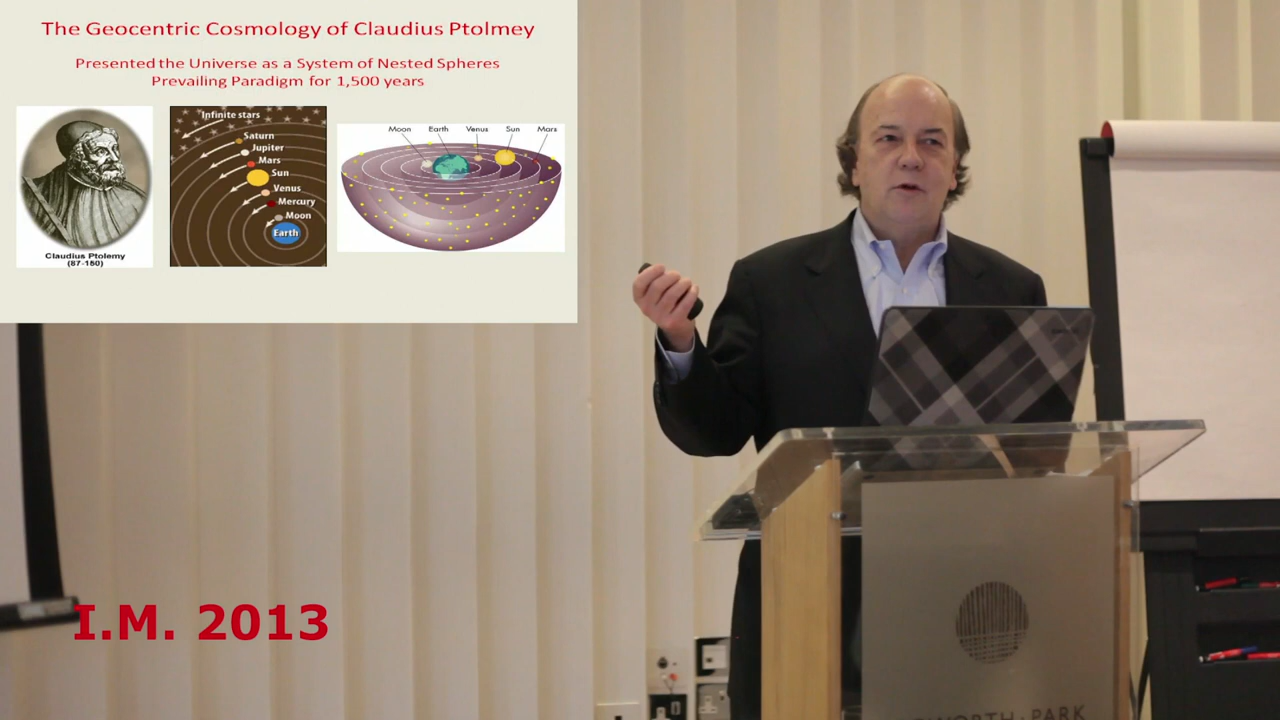 The Geocentric Cosmology of Claudius Ptolmey
Presented the Universe as a System of Nested Spheres
Prevailing Paradigm for 1,500 years
Infinite stars
Saturn
Jupiter
Mars
Sun
Venus
Mercury
Moon
Earth
Moon Earth Venus Sun Mars
Claudius Ptolemy
(87-150)
I.M. 2013
WORTH PARK